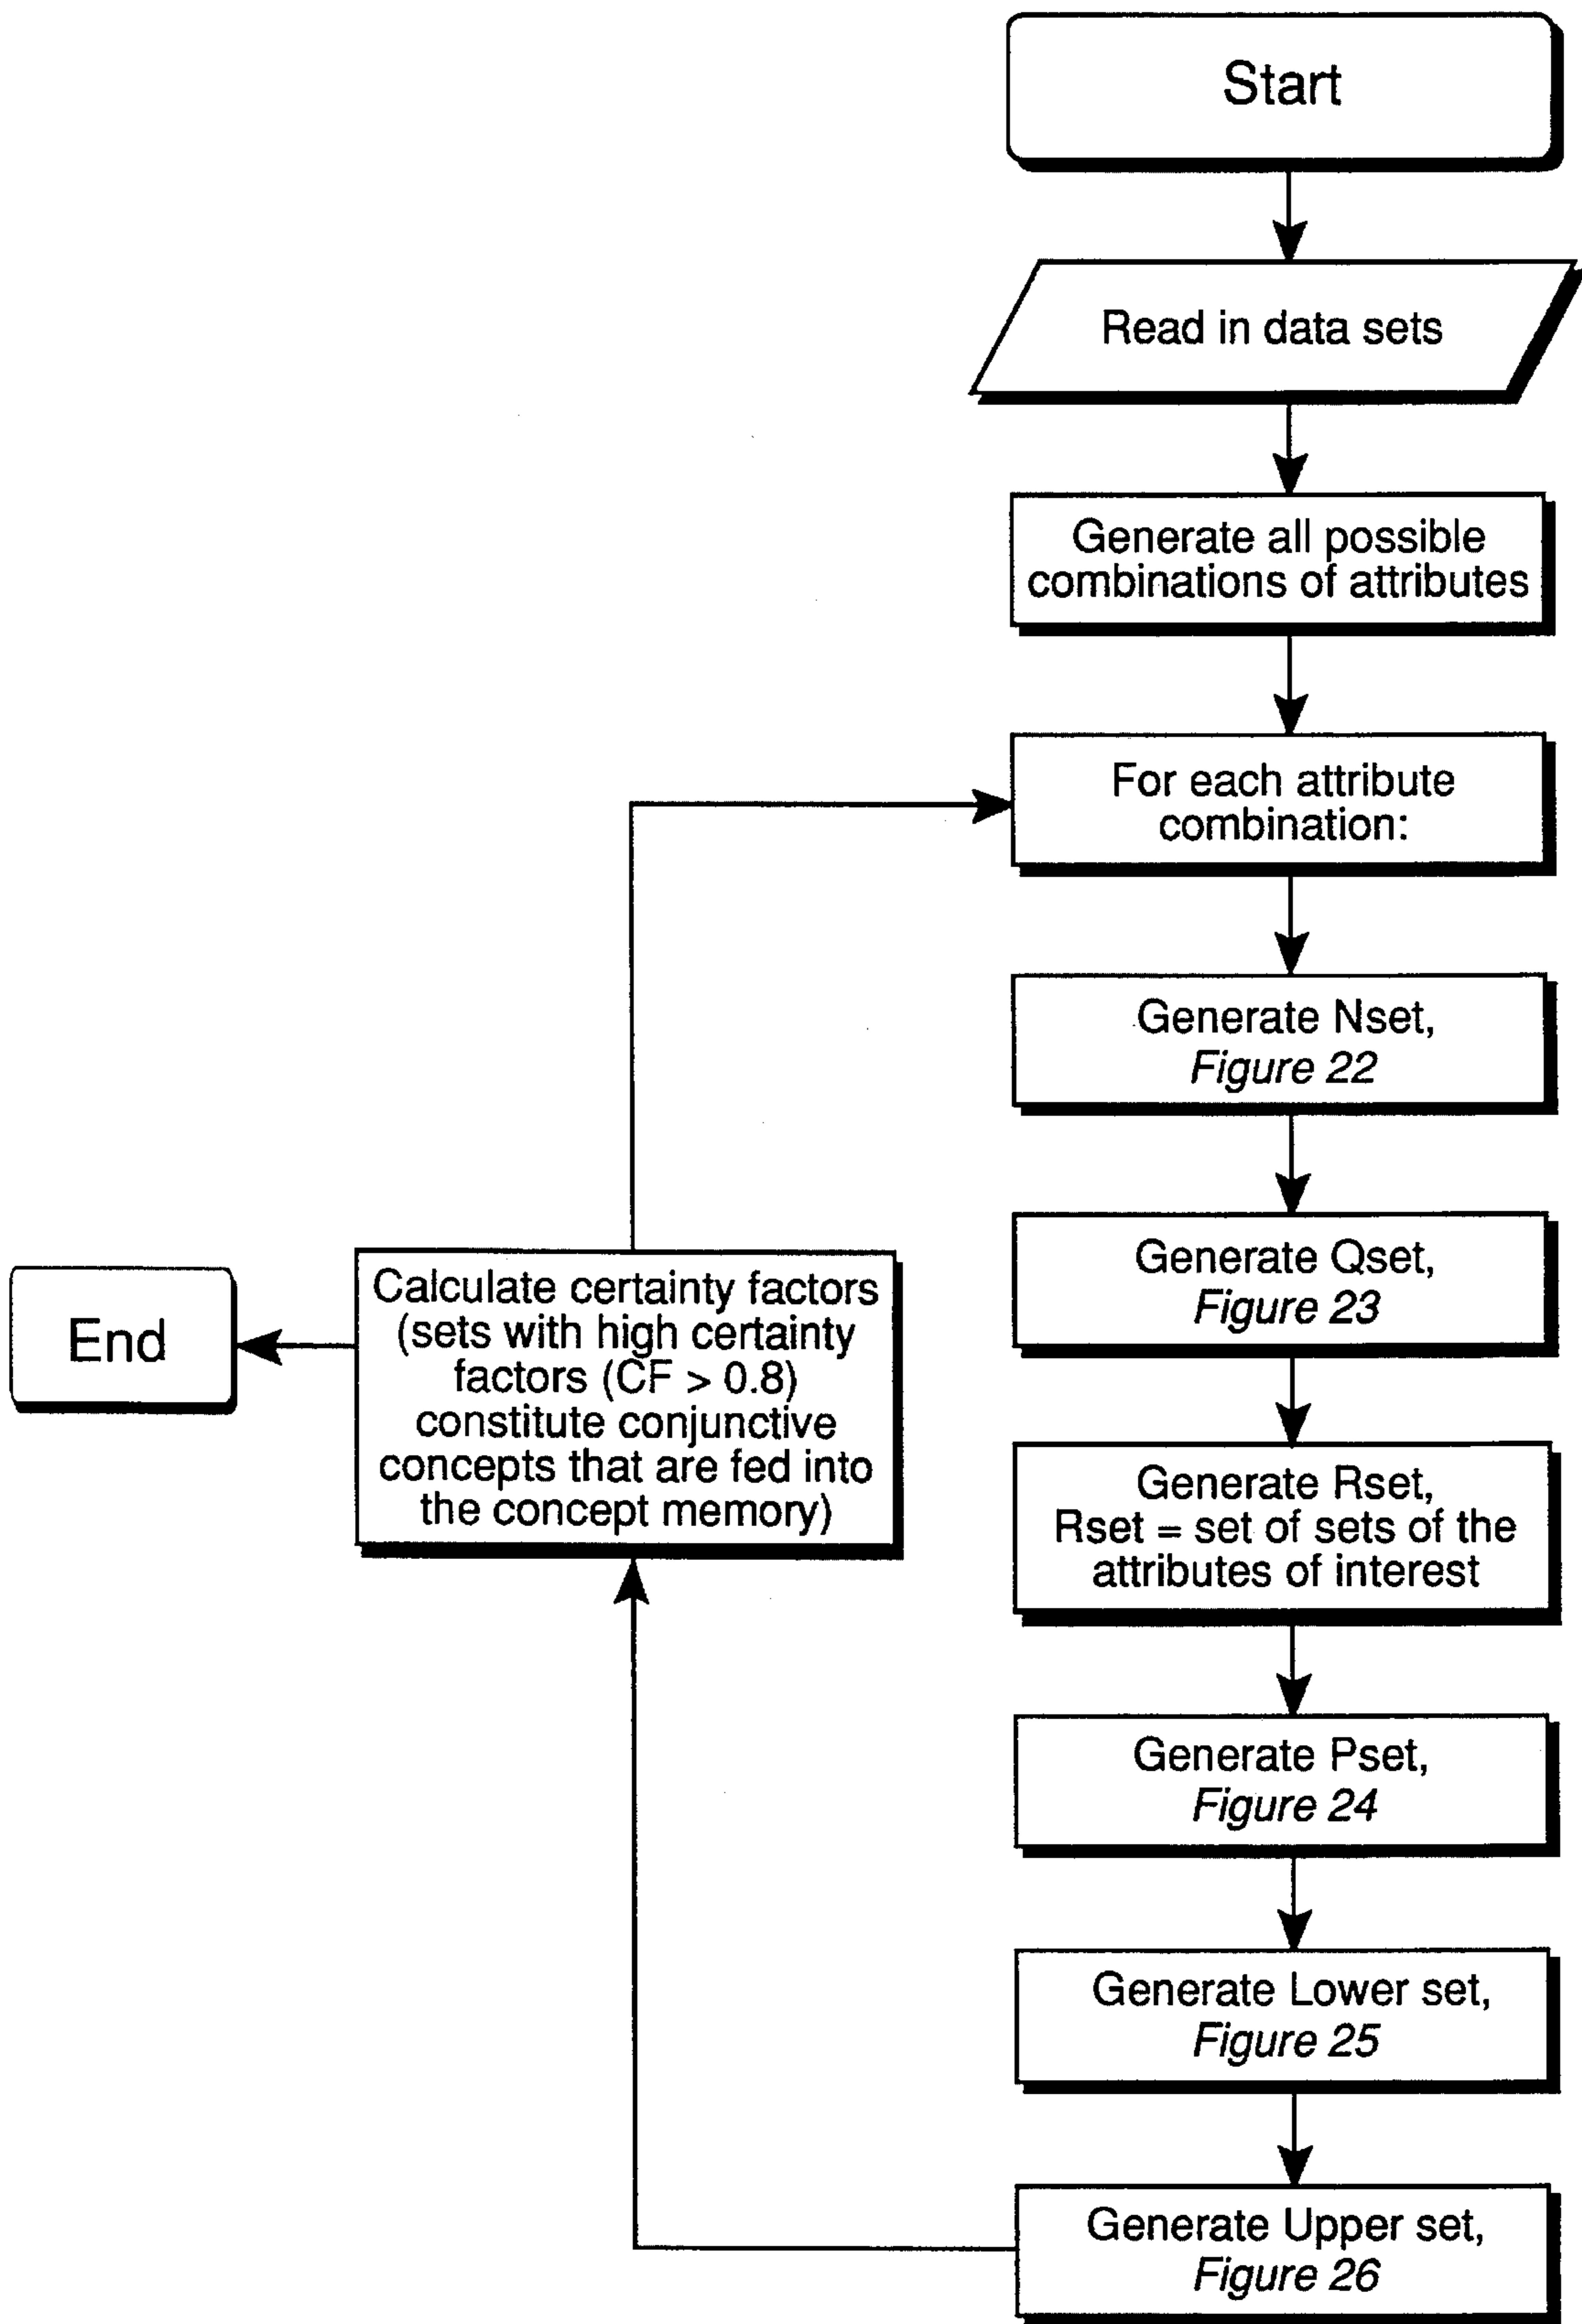 Start
Read in data sets
Generate all possible
combinations of attributes
For each attribute
combination:
Generate Nset,
Figure 22
Generate Qset,
Figure 23
Generate Rset,
Rset = set of sets of the
attributes of interest
Generate Pset,
Figure 24
Generate Lower set,
Figure 25
Generate Upper set,
Figure 26
Calculate certainty factors
(sets with high certainty
factors (CF > 0.8)
constitute conjunctive
concepts that are fed into
the concept memory)
End